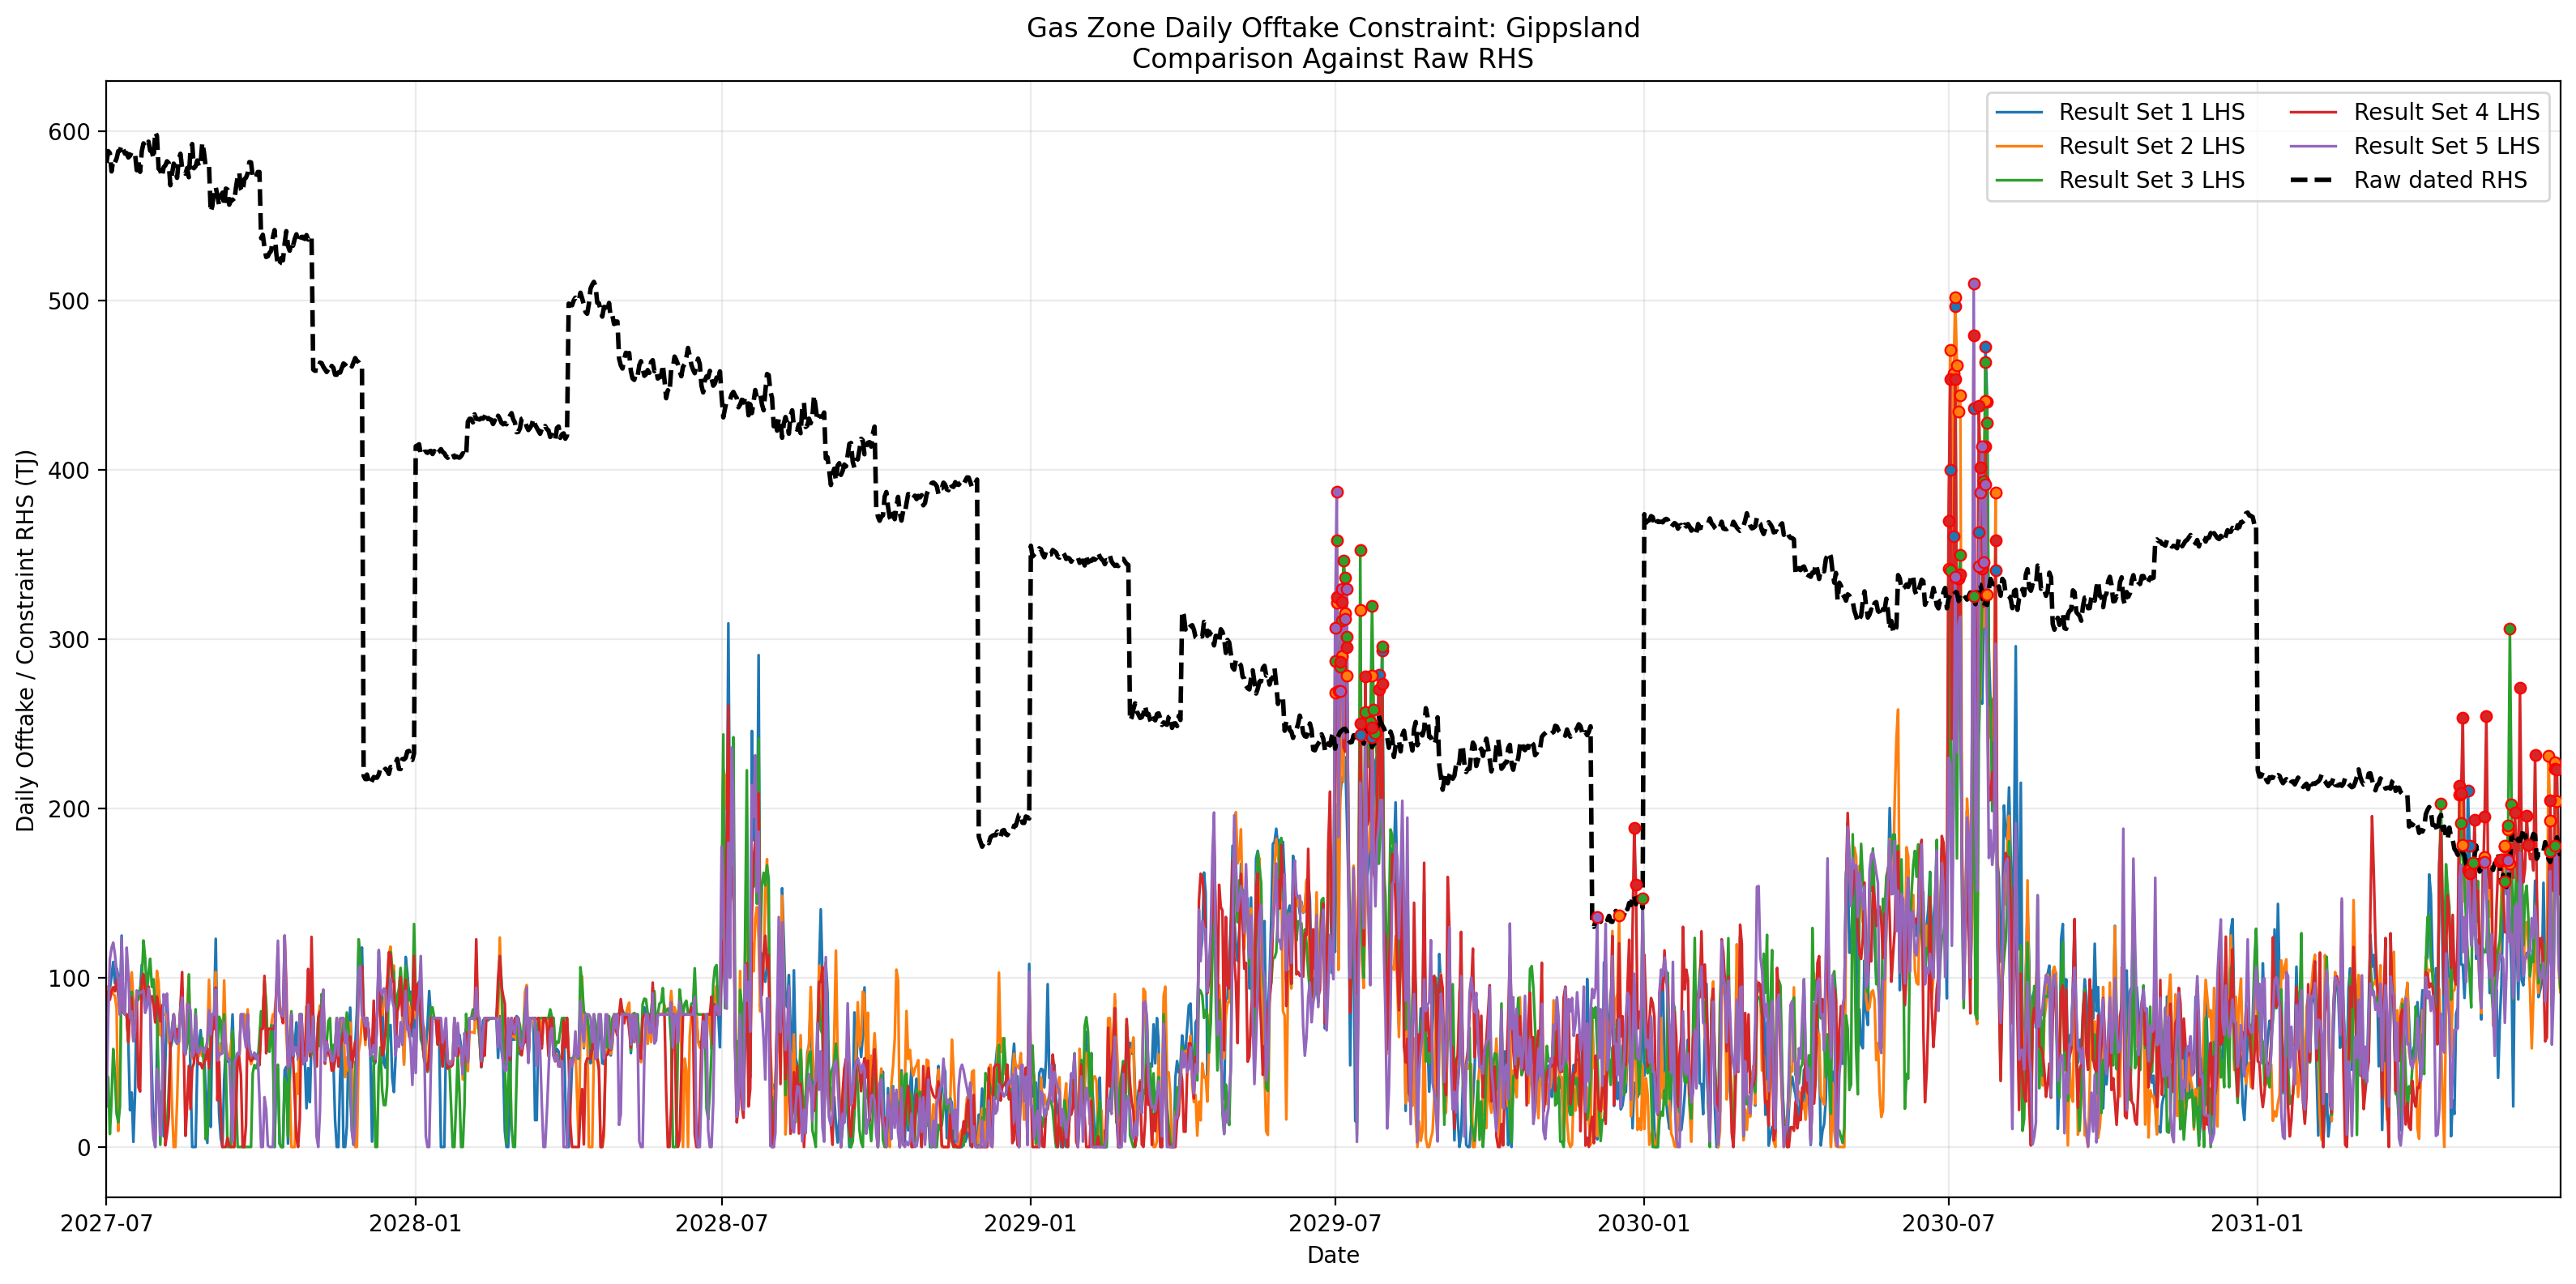 Gas Zone Daily Offtake Constraint: Gippsland
Comparison Against Raw RHS
Daily Offtake / Constraint RHS (TJ)
600
500
400
300
200
100
0
Result Set 1 LHS
Result Set 2 LHS
Result Set 3 LHS
Result Set 4 LHS
Result Set 5 LHS
Raw dated RHS
2027-07
2028-01
2028-07
2029-01
2029-07
2030-01
2030-07
2031-01
Date